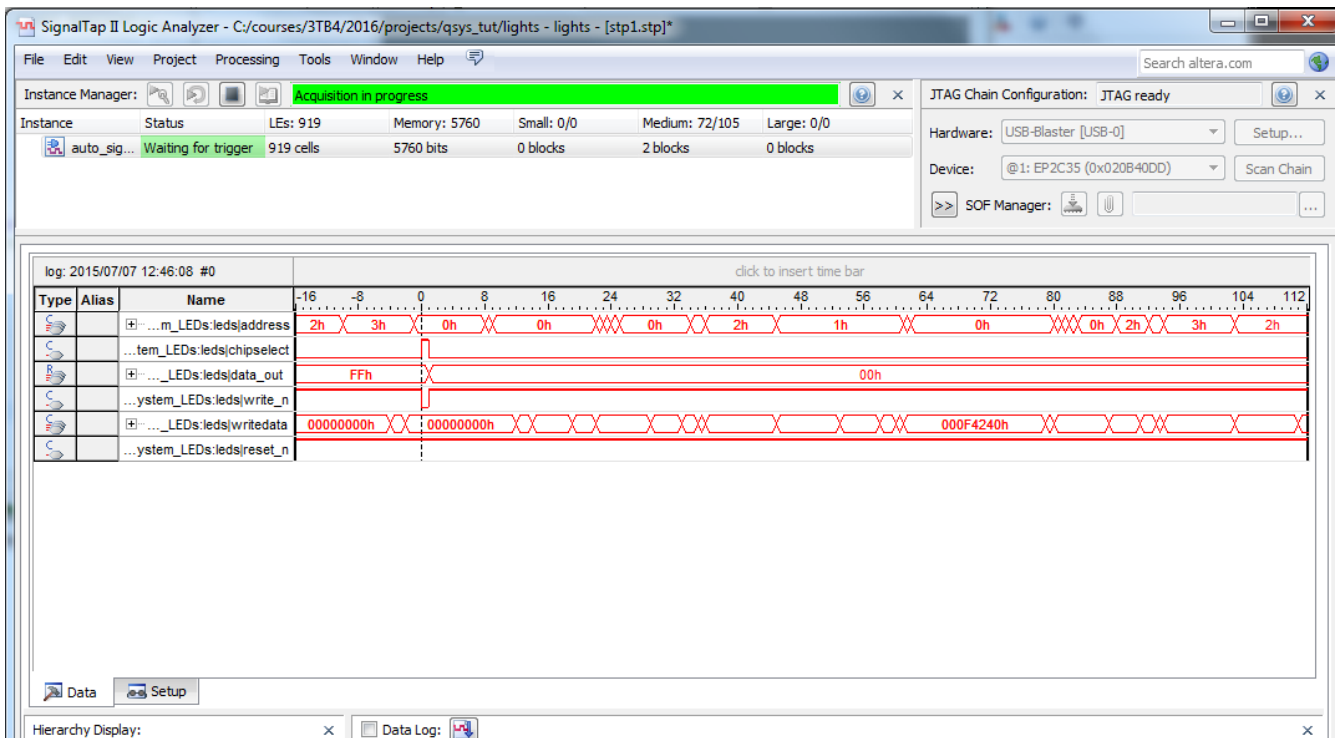 SignalTap II Logic Analyzer - C:/courses/3TB4/2016/projects/qsys_tut/lights - lights - [stp1.stp]*
File Edit View Project Processing Tools Window Help Search altera.com
Instance Manager: Acquisition in progress
JTAG Chain Configuration: JTAG ready
Instance Status LEs: 919 Memory: 5760 Small: 0/0 Medium: 72/105 Large: 0/0
auto_sig... Waiting for trigger 919 cells 5760 bits 0 blocks 2 blocks 0 blocks
Hardware: USB-Blaster [USB-0] Setup...
Device: @1: EP2C35 (0x020B40DD) Scan Chain
>> SOF Manager: ...
log: 2015/07/07 12:46:08 #0 click to insert time bar
Type Alias Name -16 -8 0 8 16 24 32 40 48 56 64 72 80 88 96 104 112
...m_LEDs:leds|address 2h 3h 0h 0h 0h 2h 1h 0h 0h 2h 3h 2h
...tem_LEDs:leds|chipselect
..._LEDs:leds|data_out FFh 00h
...ystem_LEDs:leds|write_n
..._LEDs:leds|writedata 00000000h 00000000h 000F4240h
...ystem_LEDs:leds|reset_n
Data Setup
Hierarchy Display: × Data Log: ×